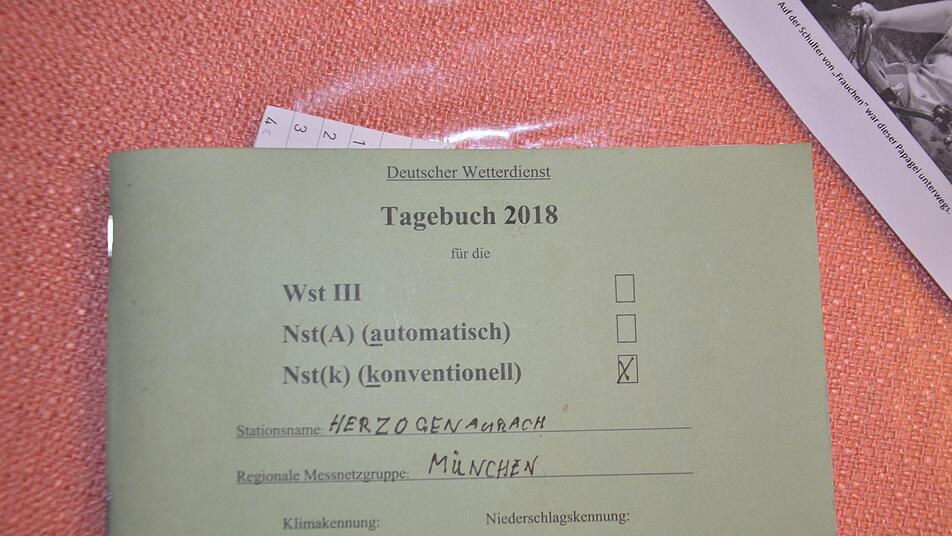 Auf der Schulter von „Frauchen“ war dieser Papagei unterwegs.
4 3 2 1
Deutscher Wetterdienst
Tagebuch 2018
für die
Wst III
Nst(A) (automatisch)
Nst(k) (konventionell) X
Stationsname: HERZOGENAURACH
Regionale Messnetzgruppe: MÜNCHEN
Klimakennung: Niederschlagskennung: